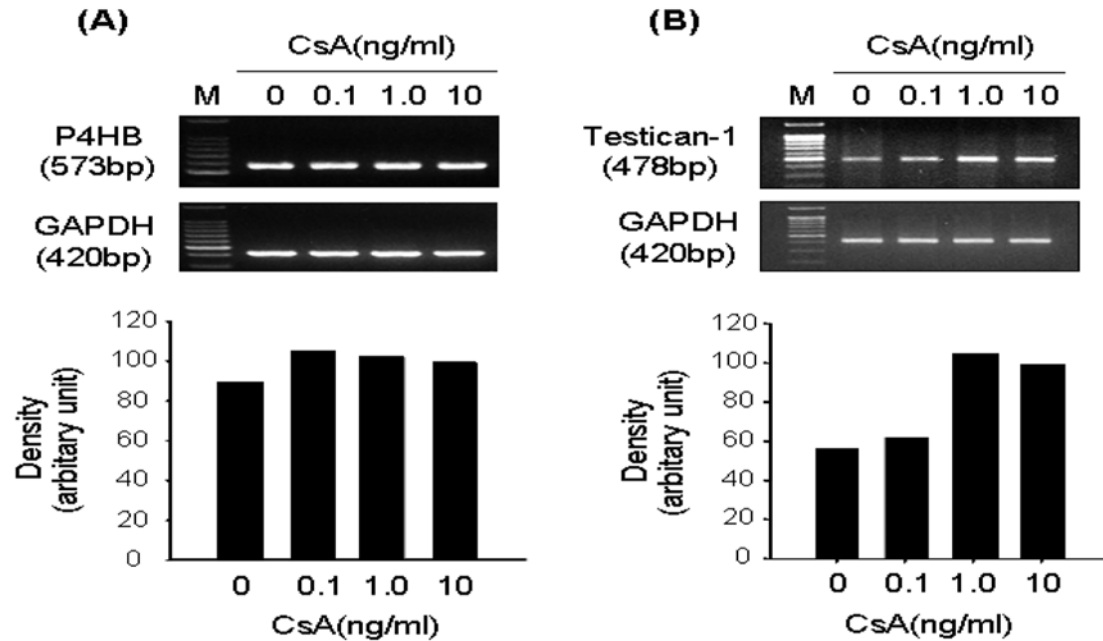 (A)
CsA(ng/ml)
M 0 0.1 1.0 10
P4HB
(573bp)
GAPDH
(420bp)
120
100
80
60
40
20
0
Density
(arbitary unit)
0 0.1 1.0 10
CsA(ng/ml)
(B)
CsA(ng/ml)
M 0 0.1 1.0 10
Testican-1
(478bp)
GAPDH
(420bp)
120
100
80
60
40
20
0
Density
(arbitary unit)
0 0.1 1.0 10
CsA(ng/ml)